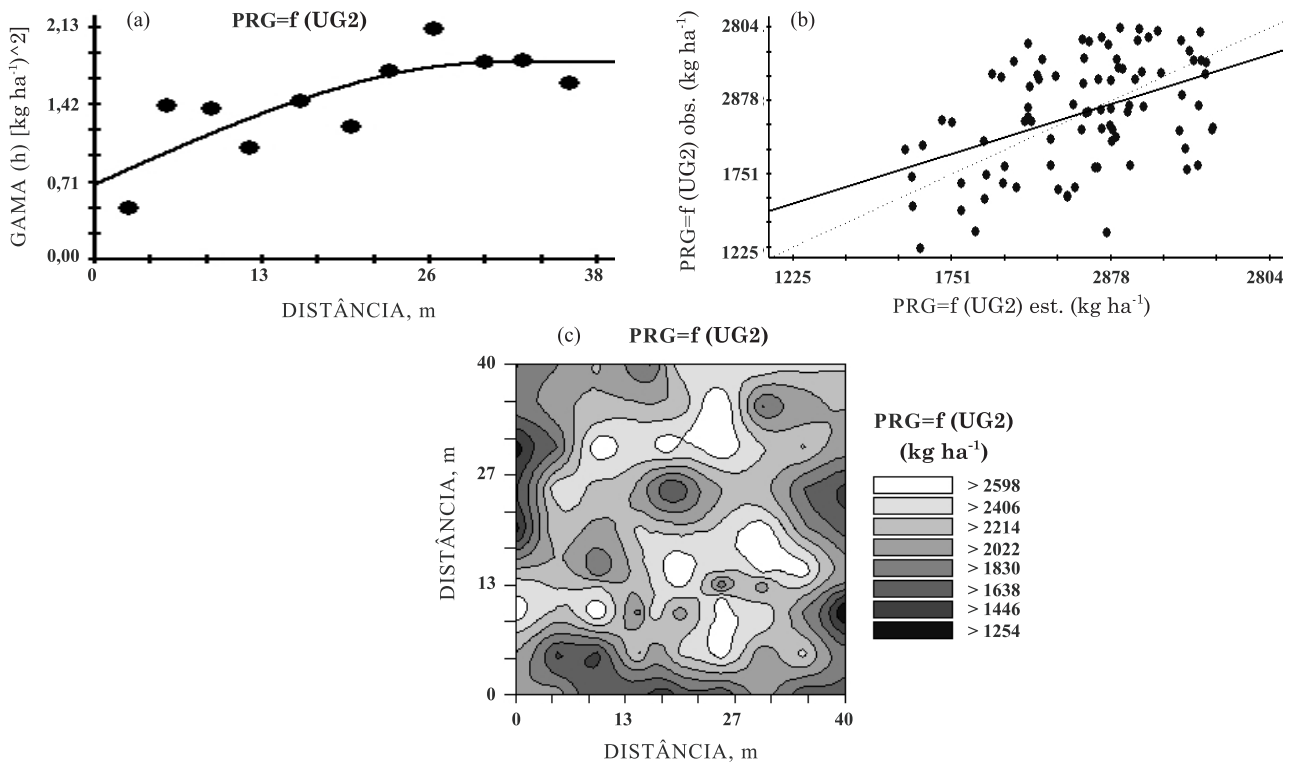 (a) PRG=f (UG2)
GAMA (h) [kg ha-1)^2]
2,13
1,42
0,71
0,00
0 13 26 38
DISTÂNCIA, m
(b)
PRG=f (UG2) obs. (kg ha-1)
2804
2878
1751
1225
1225 1751 2878 2804
PRG=f (UG2) est. (kg ha-1)
(c) PRG=f (UG2)
DISTÂNCIA, m
40
27
13
0
0 13 27 40
DISTÂNCIA, m
PRG=f (UG2)
(kg ha-1)
> 2598
> 2406
> 2214
> 2022
> 1830
> 1638
> 1446
> 1254